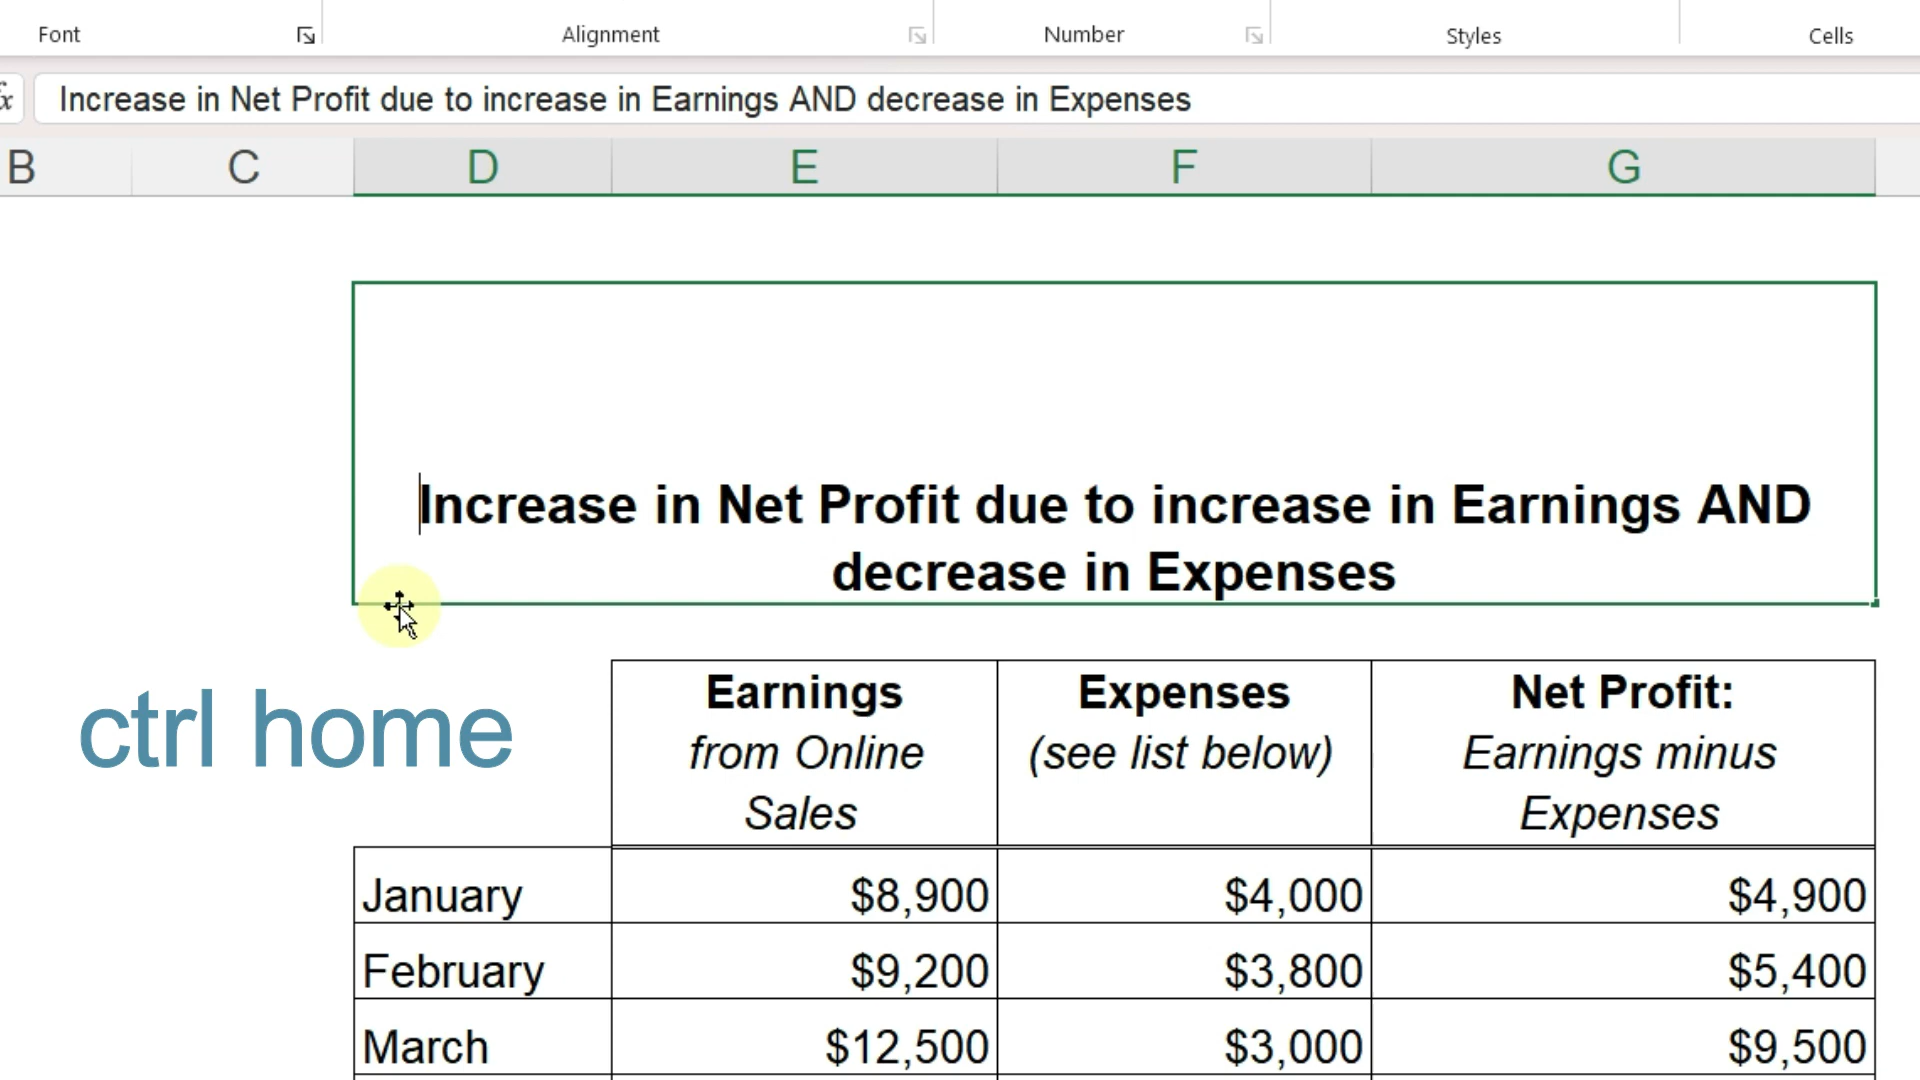 Font Alignment Number Styles Cells
fx Increase in Net Profit due to increase in Earnings AND decrease in Expenses
B C D E F G
Increase in Net Profit due to increase in Earnings AND
decrease in Expenses
ctrl home
Earnings Expenses Net Profit:
from Online (see list below) Earnings minus
Sales Expenses
January $8,900 $4,000 $4,900
February $9,200 $3,800 $5,400
March $12,500 $3,000 $9,500